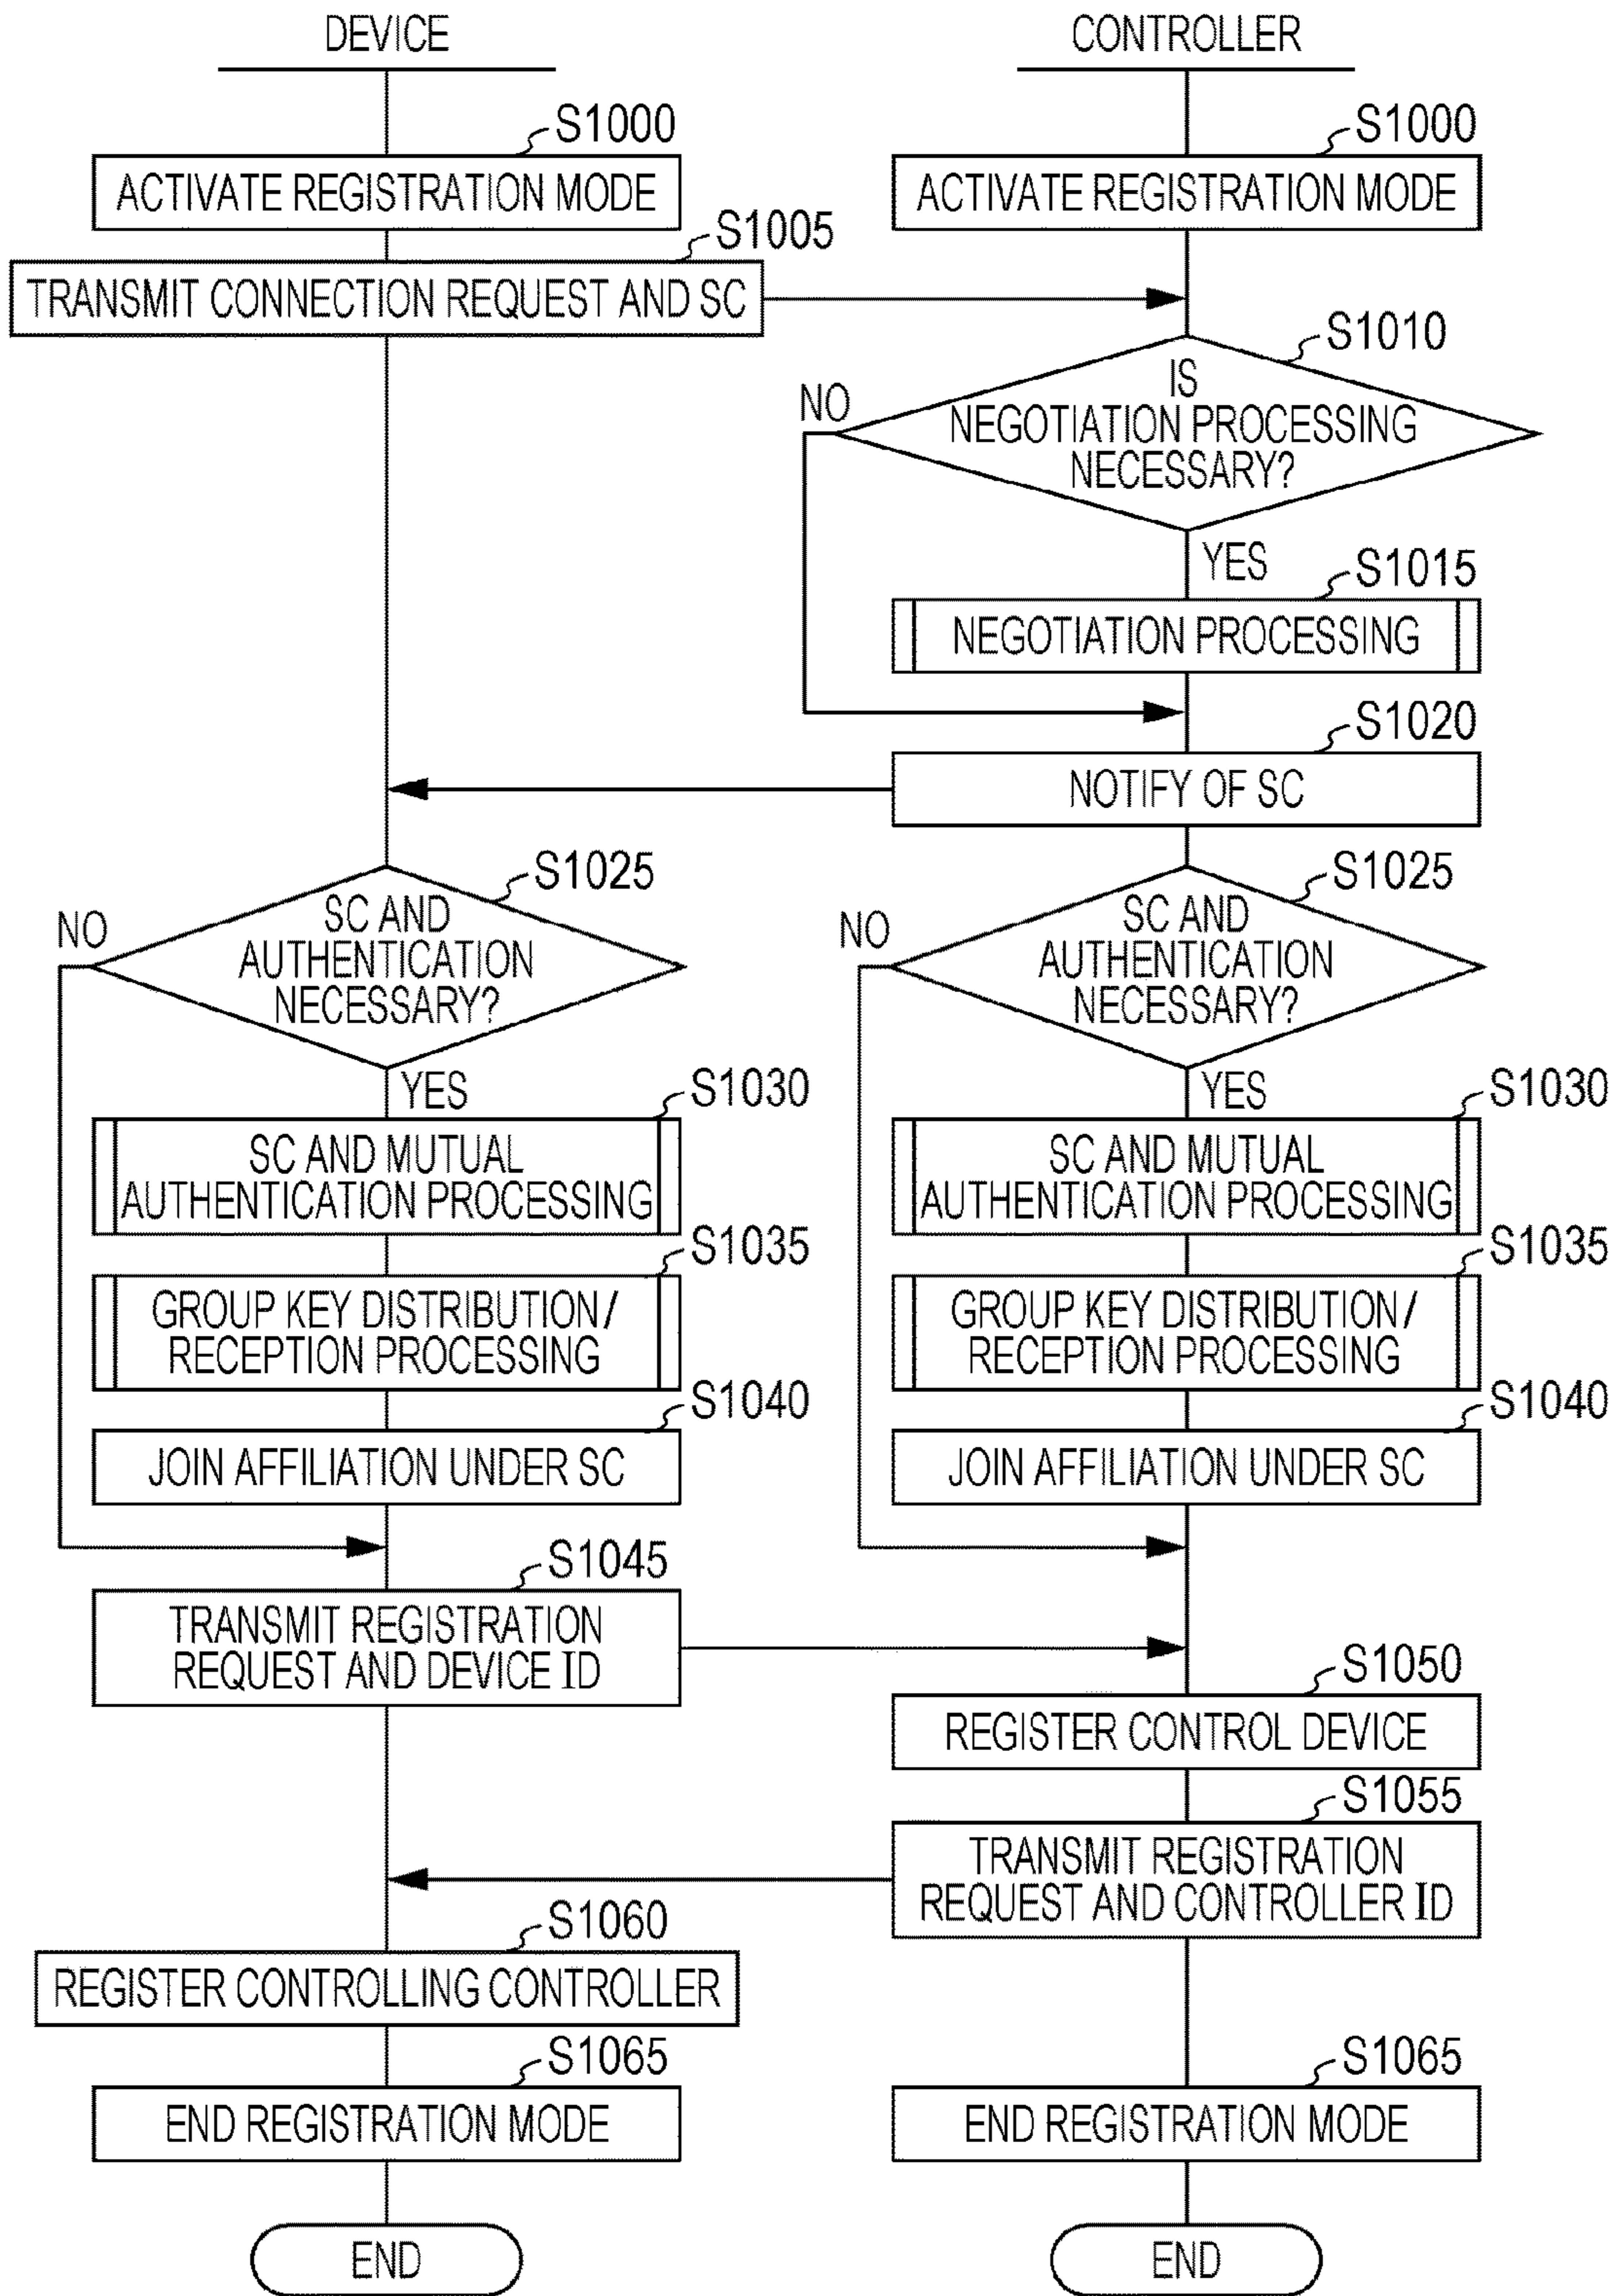 DEVICE
CONTROLLER
S1000
S1000
ACTIVATE REGISTRATION MODE
ACTIVATE REGISTRATION MODE
S1005
TRANSMIT CONNECTION REQUEST AND SC
S1010
IS
NEGOTIATION PROCESSING
NECESSARY?
NO
YES
S1015
NEGOTIATION PROCESSING
S1020
NOTIFY OF SC
S1025
SC AND
AUTHENTICATION
NECESSARY?
NO
YES
S1025
SC AND
AUTHENTICATION
NECESSARY?
NO
YES
S1030
SC AND MUTUAL
AUTHENTICATION PROCESSING
S1030
SC AND MUTUAL
AUTHENTICATION PROCESSING
S1035
GROUP KEY DISTRIBUTION/
RECEPTION PROCESSING
S1035
GROUP KEY DISTRIBUTION/
RECEPTION PROCESSING
S1040
JOIN AFFILIATION UNDER SC
S1040
JOIN AFFILIATION UNDER SC
S1045
TRANSMIT REGISTRATION
REQUEST AND DEVICE ID
S1050
REGISTER CONTROL DEVICE
S1055
TRANSMIT REGISTRATION
REQUEST AND CONTROLLER ID
S1060
REGISTER CONTROLLING CONTROLLER
S1065
END REGISTRATION MODE
S1065
END REGISTRATION MODE
END
END